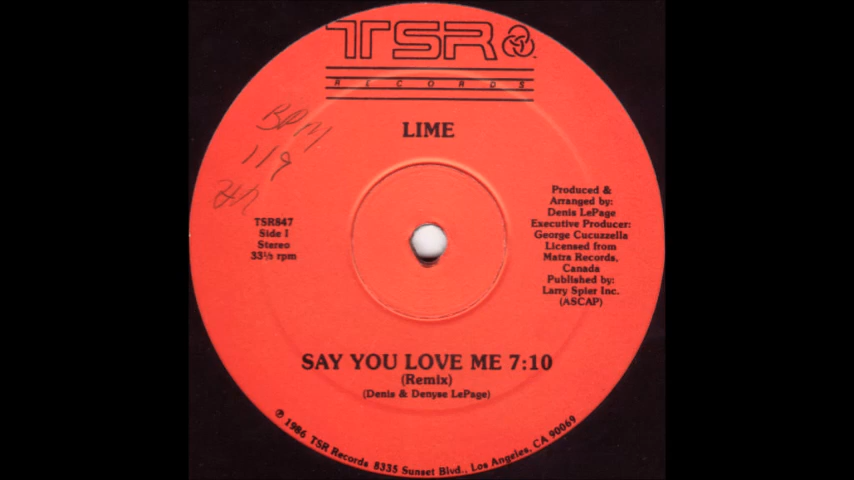 TSR
RECORDS
LIME
BPM
119
TSR847
Side I
Stereo
33⅓ rpm
Produced &
Arranged by:
Denis LePage
Executive Producer:
George Cucuzzella
Licensed from
Matra Records,
Canada
Published by:
Larry Spier Inc.
(ASCAP)
SAY YOU LOVE ME 7:10
(Remix)
(Denis & Denyse LePage)
℗ 1986 TSR Records 8335 Sunset Blvd., Los Angeles, CA 90069